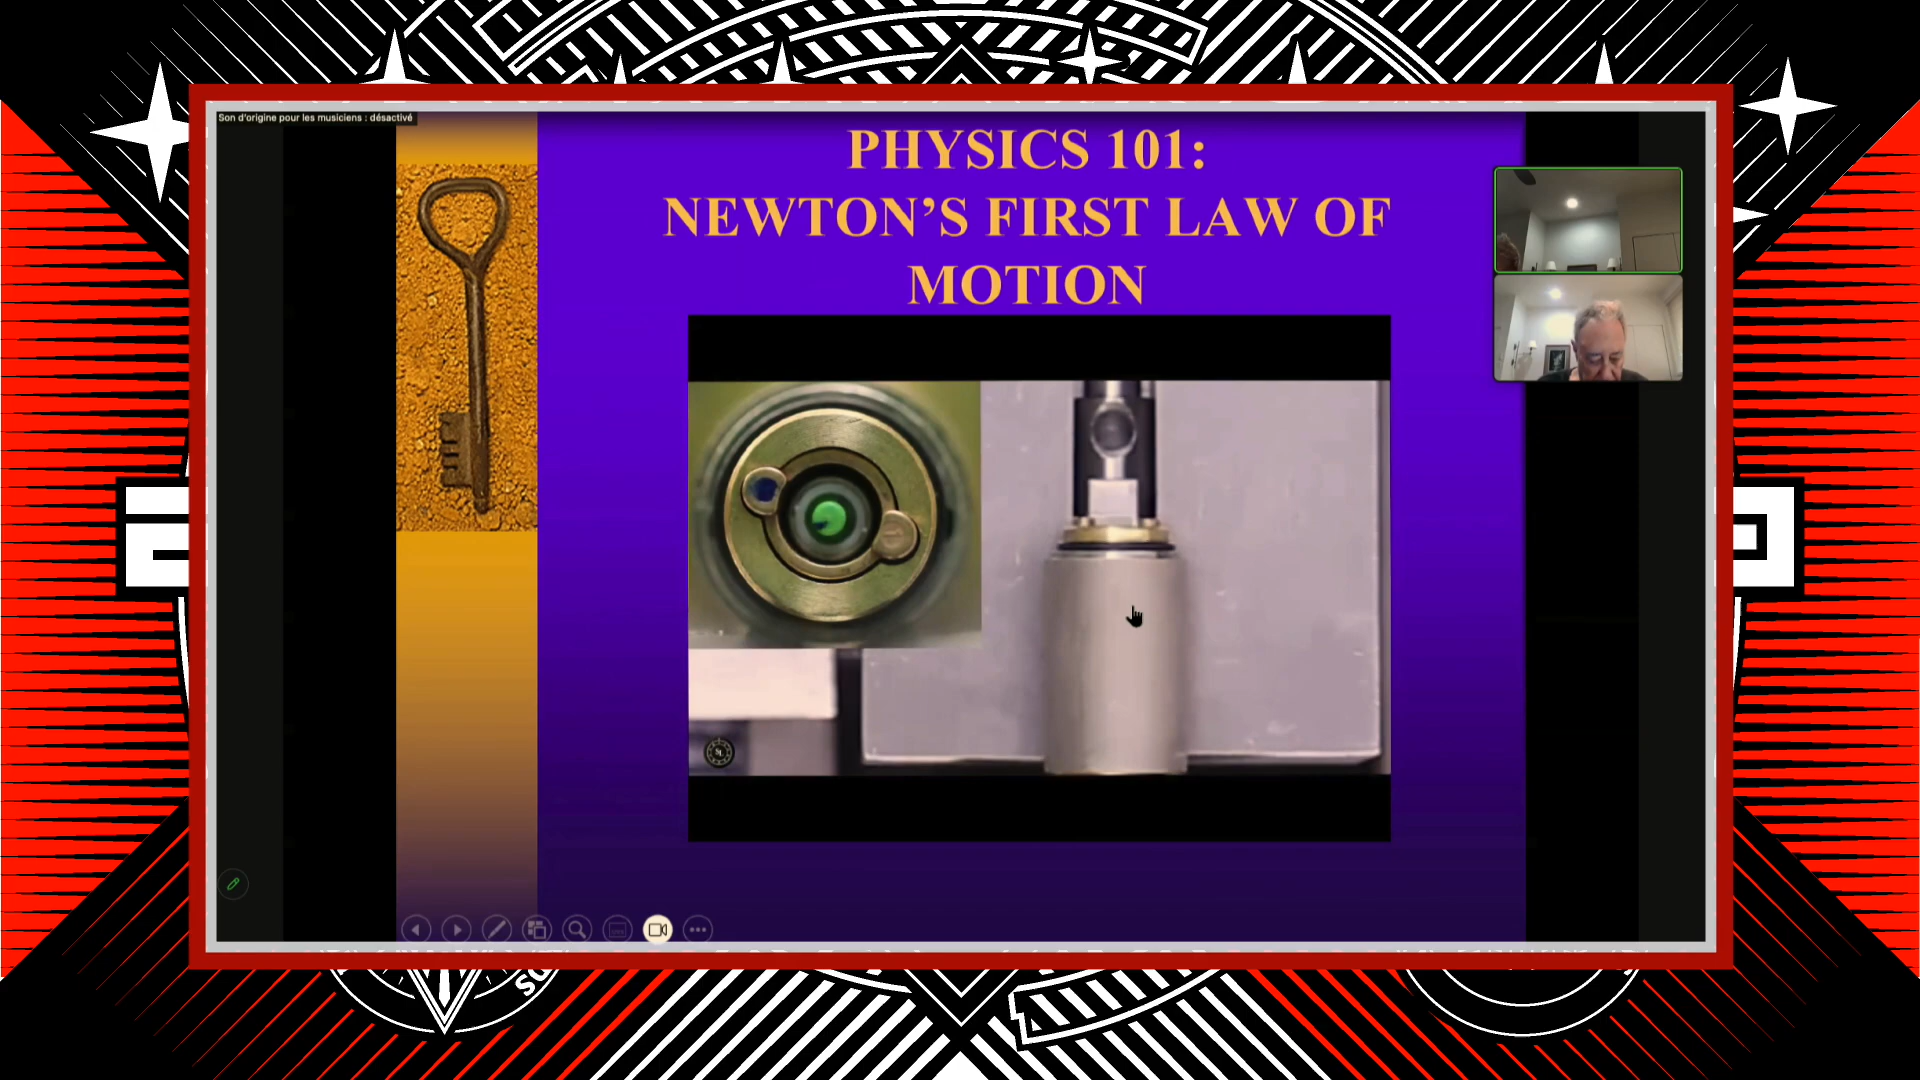 Son d'origine pour les musiciens : désactivé
PHYSICS 101:
NEWTON'S FIRST LAW OF
MOTION